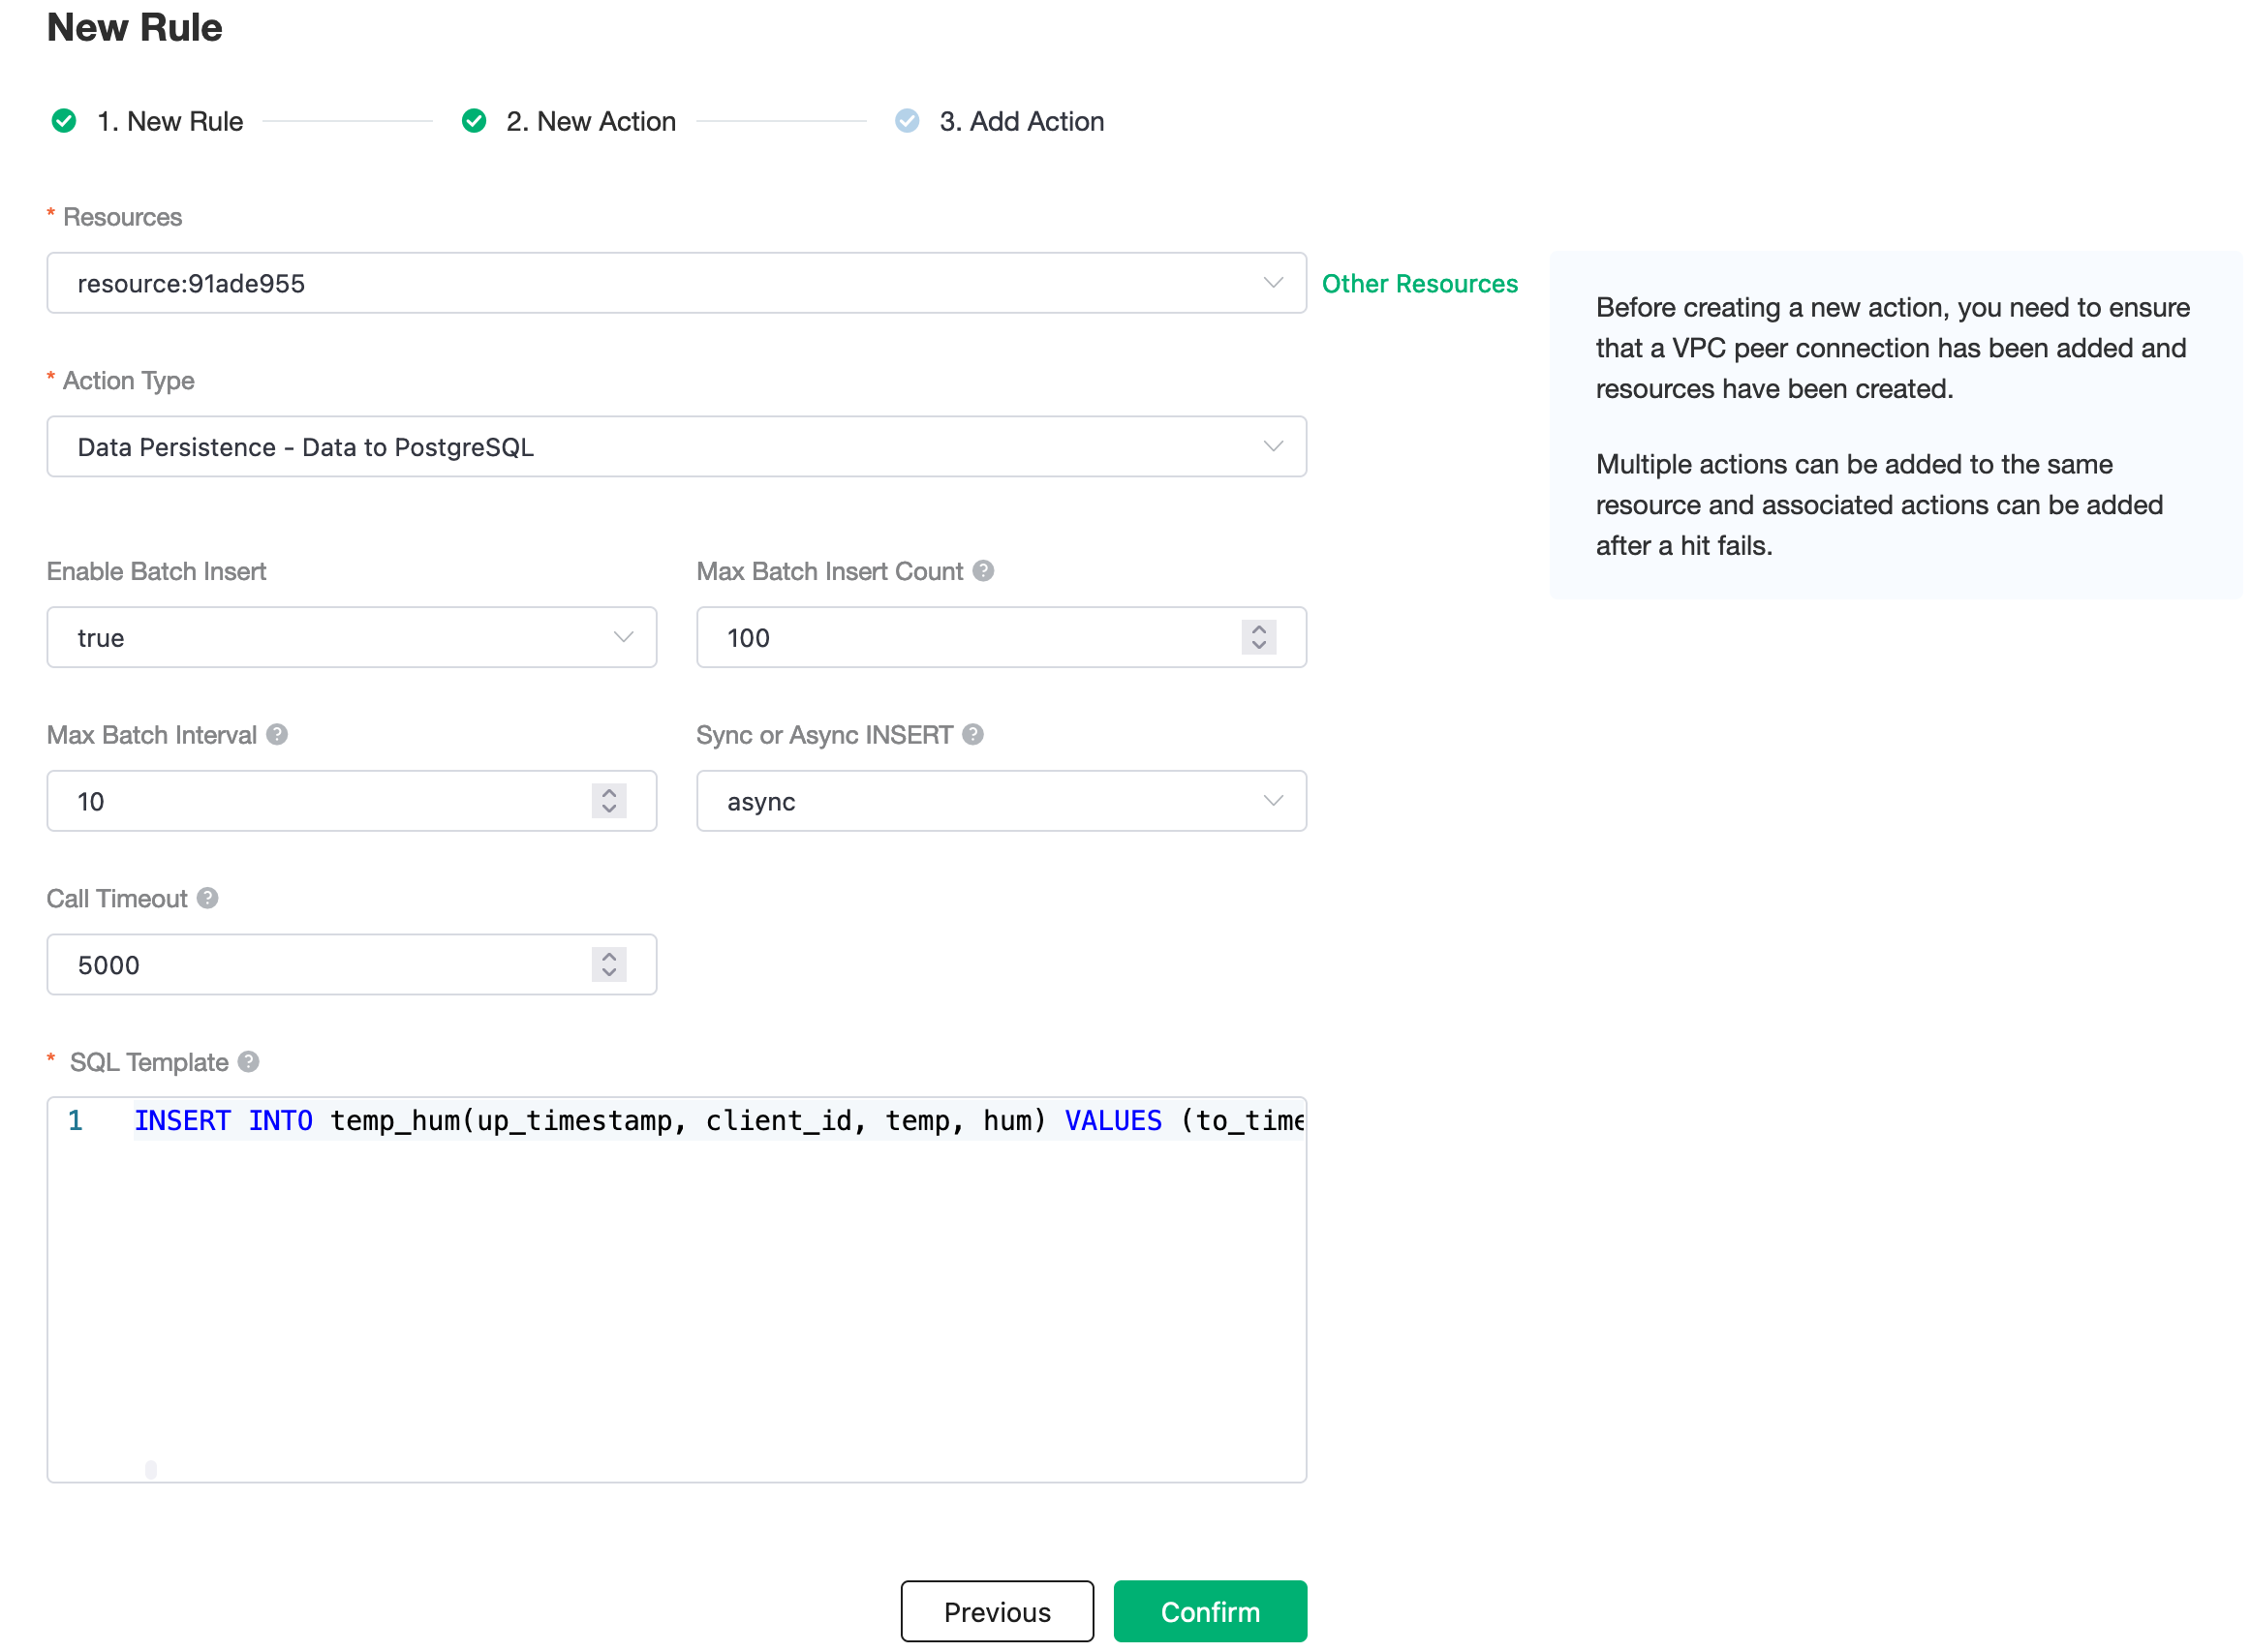 New Rule
1. New Rule
2. New Action
3. Add Action
* Resources
resource:91ade955
Other Resources
Before creating a new action, you need to ensure
that a VPC peer connection has been added and
resources have been created.
Multiple actions can be added to the same
resource and associated actions can be added
after a hit fails.
* Action Type
Data Persistence - Data to PostgreSQL
Enable Batch Insert
Max Batch Insert Count ?
true
100
Max Batch Interval ?
Sync or Async INSERT ?
10
async
Call Timeout ?
5000
* SQL Template ?
1 INSERT INTO temp_hum(up_timestamp, client_id, temp, hum) VALUES (to_time
Previous
Confirm